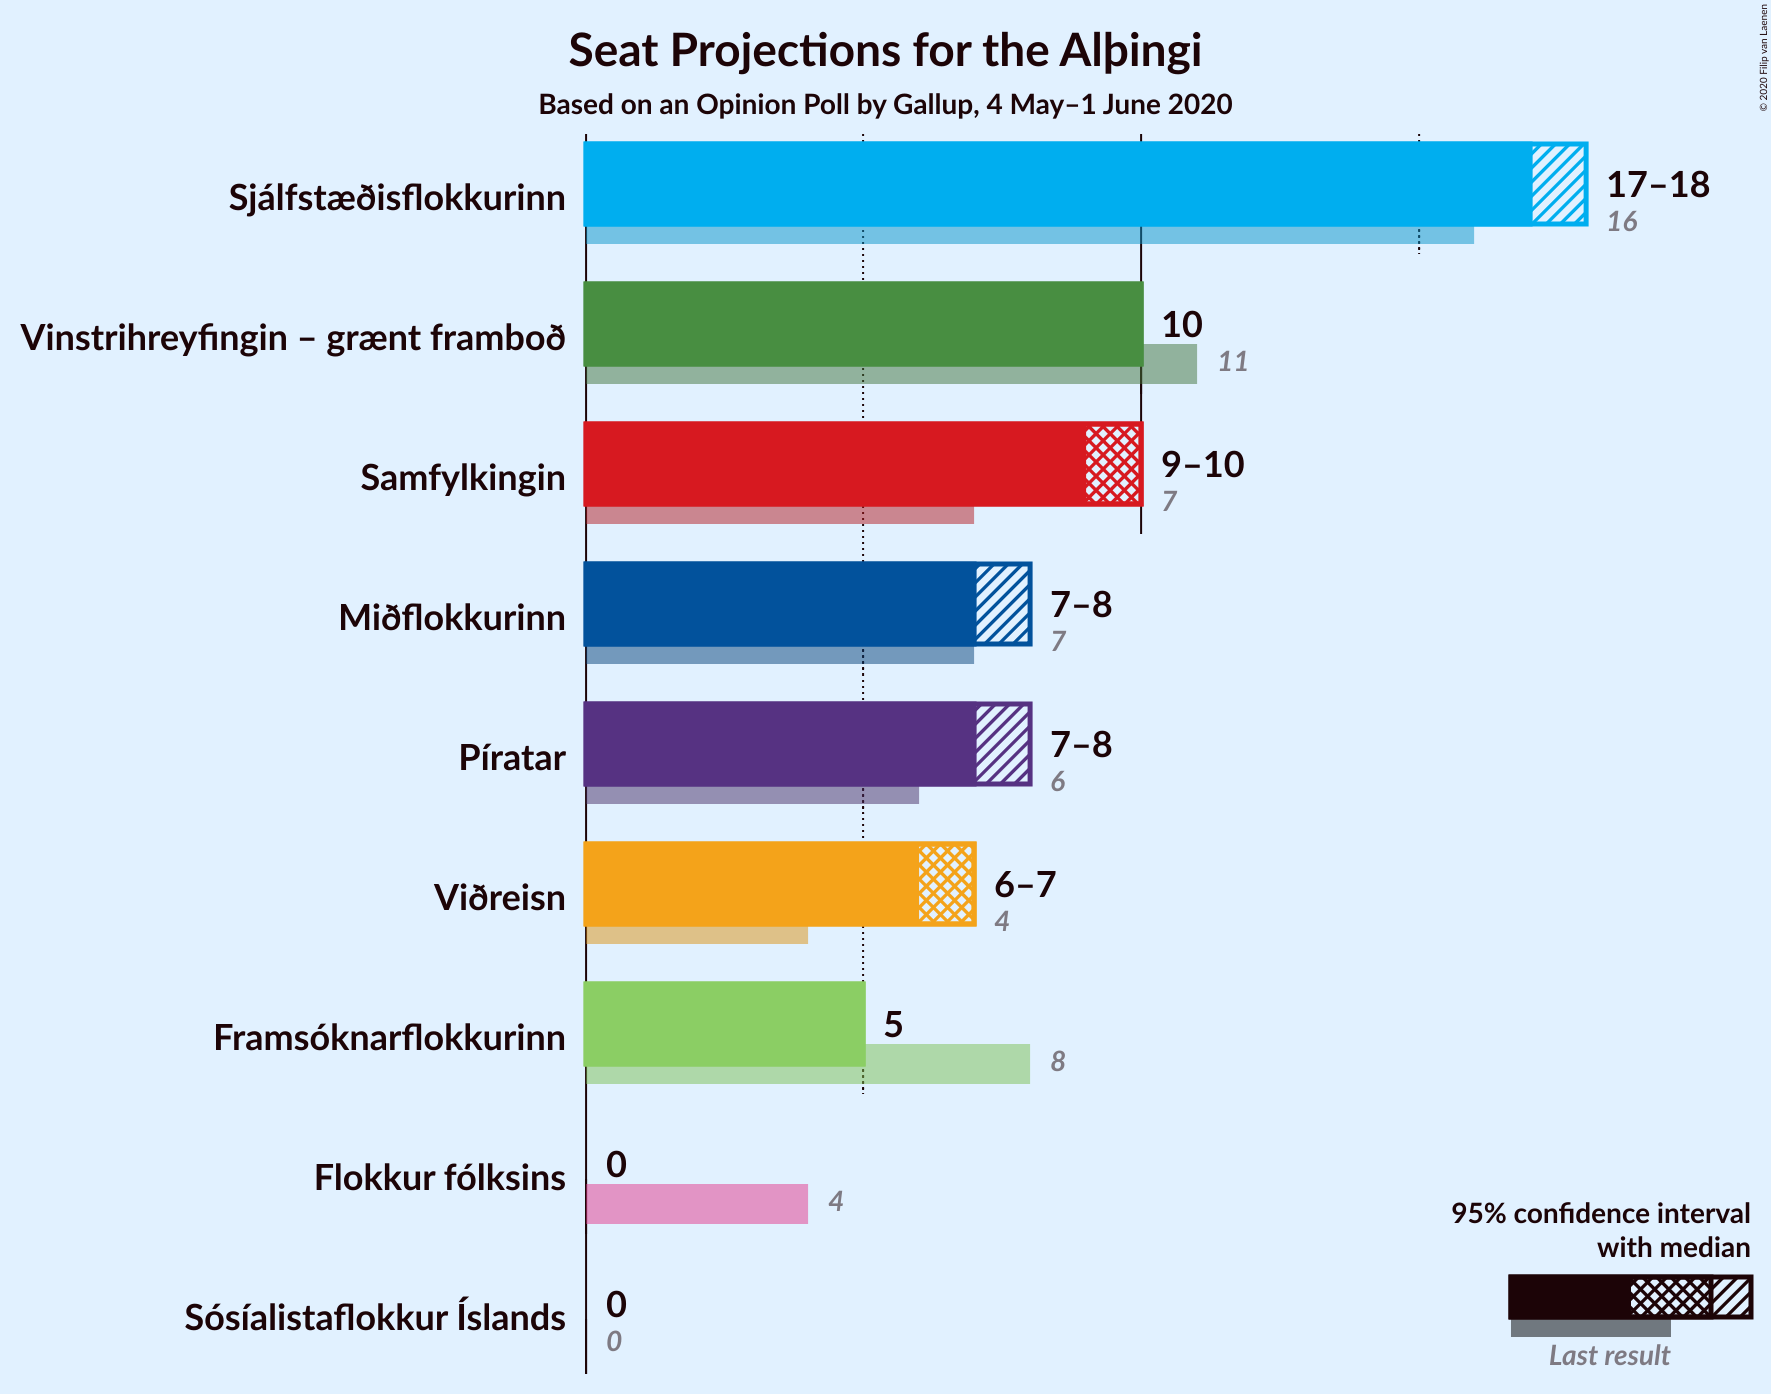 Seat Projections for the Alþingi
Based on an Opinion Poll by Gallup, 4 May–1 June 2020
© 2020 Filip van Laenen
Sjálfstæðisflokkurinn
17–18
16
Vinstrihreyfingin – grænt framboð
10
11
Samfylkingin
9–10
7
Miðflokkurinn
7–8
7
Píratar
7–8
6
Viðreisn
6–7
4
Framsóknarflokkurinn
5
8
Flokkur fólksins
0
4
Sósíalistaflokkur Íslands
0
0
95% confidence interval
with median
Last result